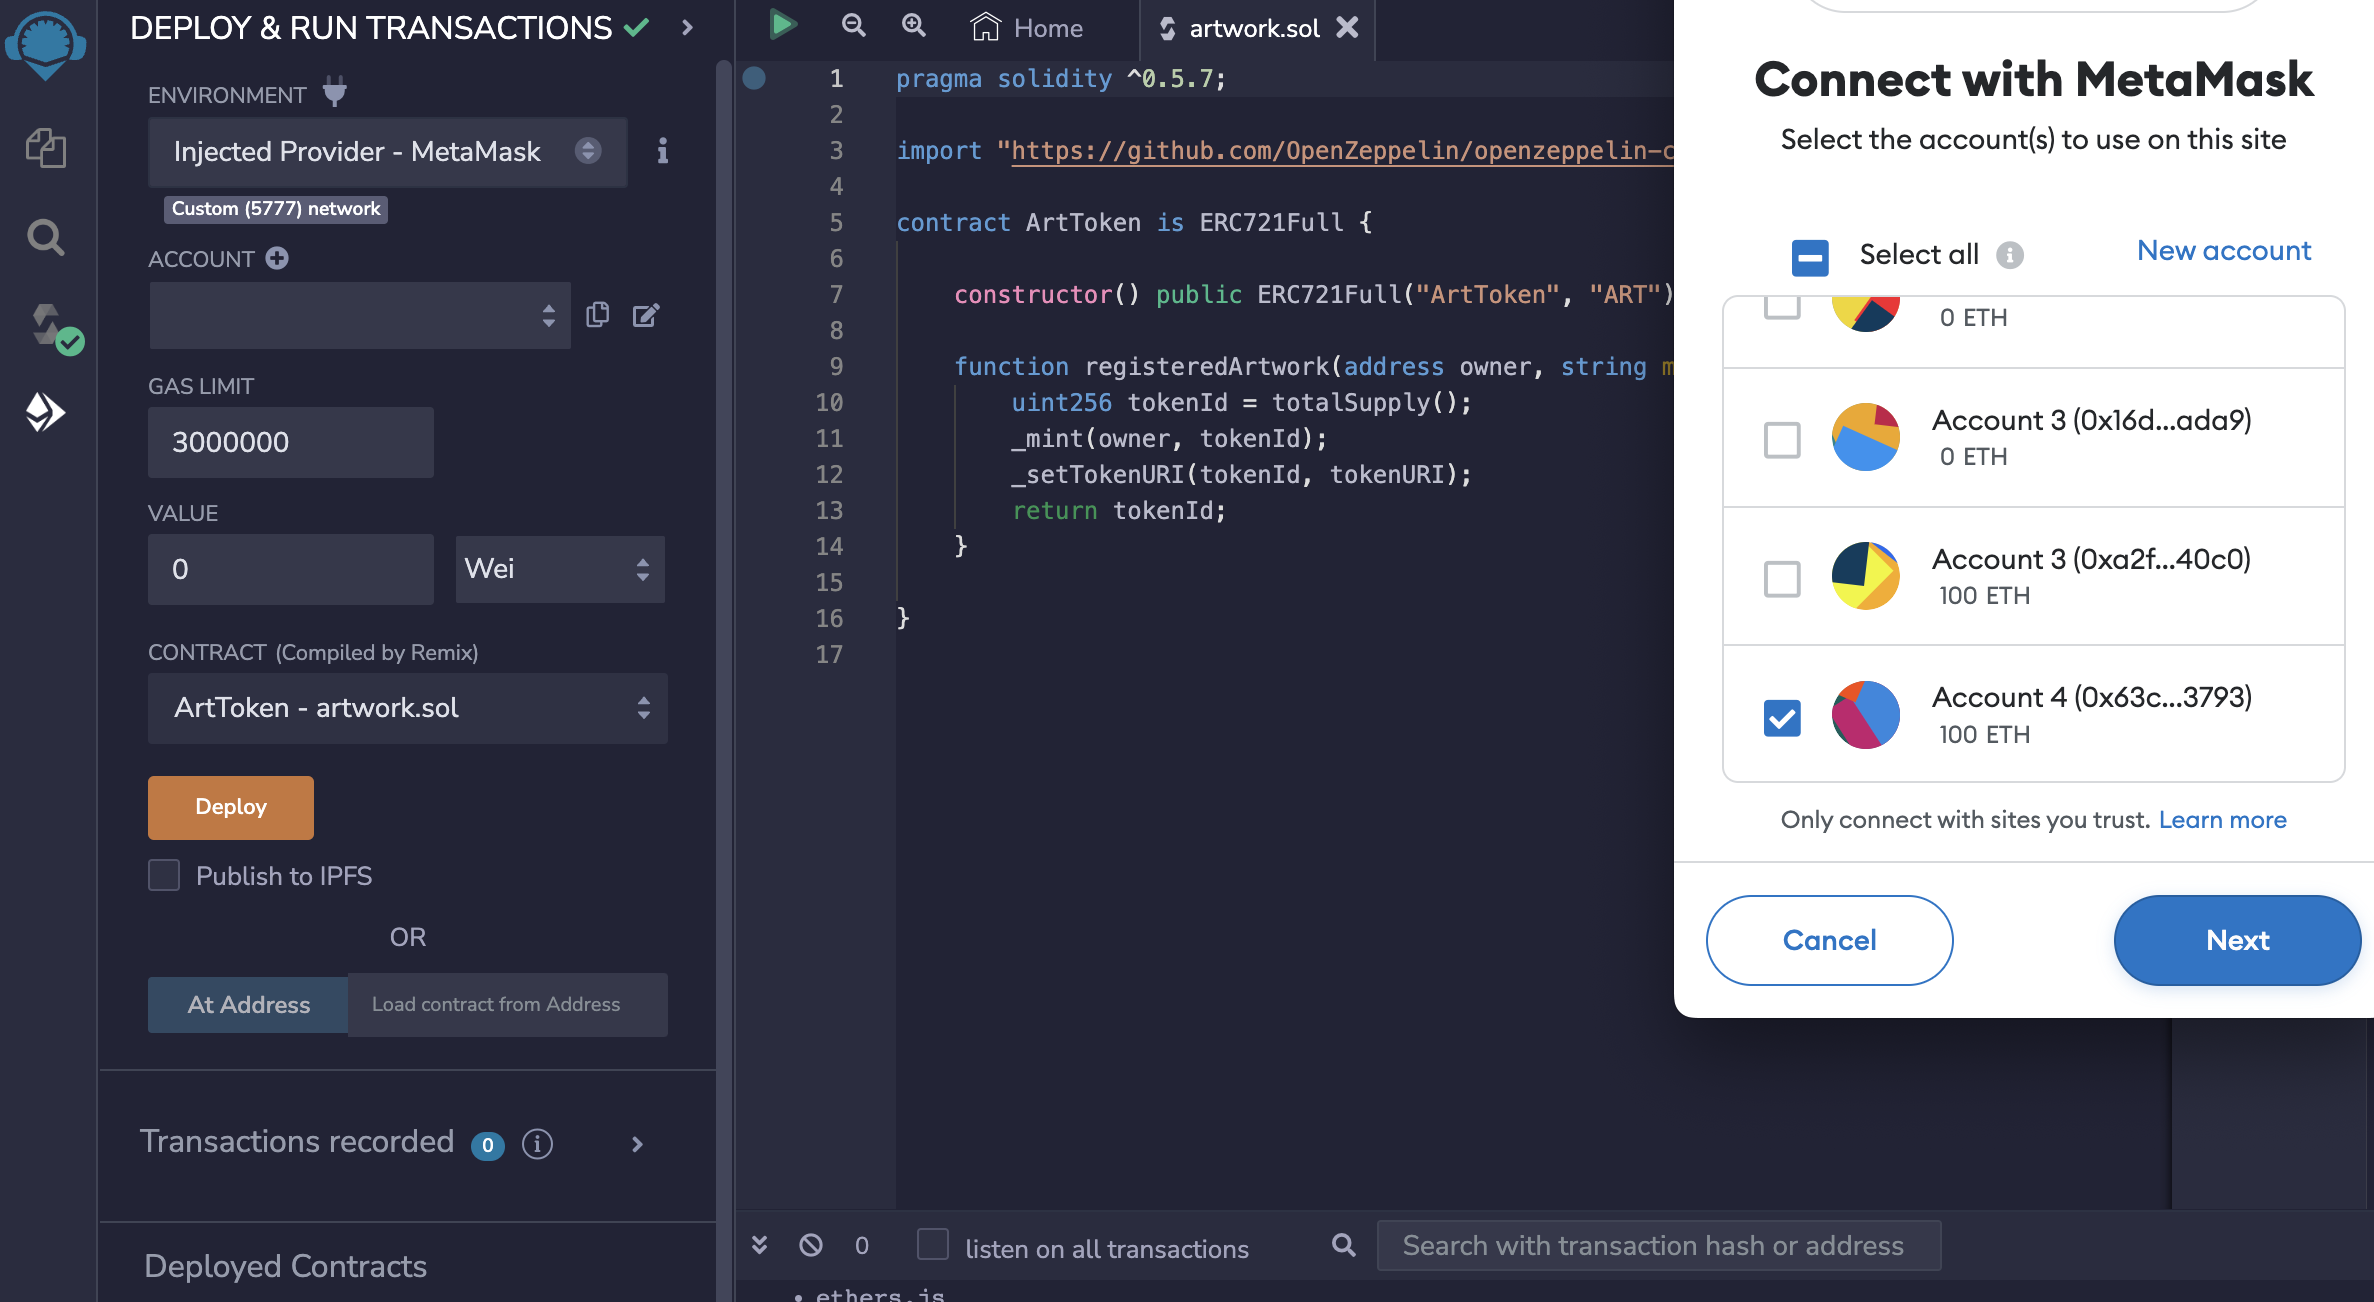 DEPLOY & RUN TRANSACTIONS
ENVIRONMENT
Injected Provider - MetaMask
Custom (5777) network
ACCOUNT
GAS LIMIT
3000000
VALUE
0
Wei
CONTRACT (Compiled by Remix)
ArtToken - artwork.sol
Deploy
Publish to IPFS
OR
At Address
Load contract from Address
Transactions recorded 0
Deployed Contracts
Home
artwork.sol
1 pragma solidity ^0.5.7;
2
3 import "https://github.com/OpenZeppelin/openzeppelin-c
4
5 contract ArtToken is ERC721Full {
6
7 constructor() public ERC721Full("ArtToken", "ART")
8
9 function registeredArtwork(address owner, string m
10 uint256 tokenId = totalSupply();
11 _mint(owner, tokenId);
12 _setTokenURI(tokenId, tokenURI);
13 return tokenId;
14 }
15
16 }
17
0
listen on all transactions
Search with transaction hash or address
• ethers.js
Connect with MetaMask
Select the account(s) to use on this site
Select all
New account
0 ETH
Account 3 (0x16d...ada9)
0 ETH
Account 3 (0xa2f...40c0)
100 ETH
Account 4 (0x63c...3793)
100 ETH
Only connect with sites you trust. Learn more
Cancel
Next